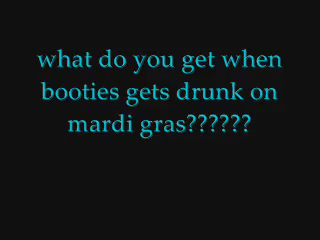 what do you get when
booties gets drunk on
mardi gras??????